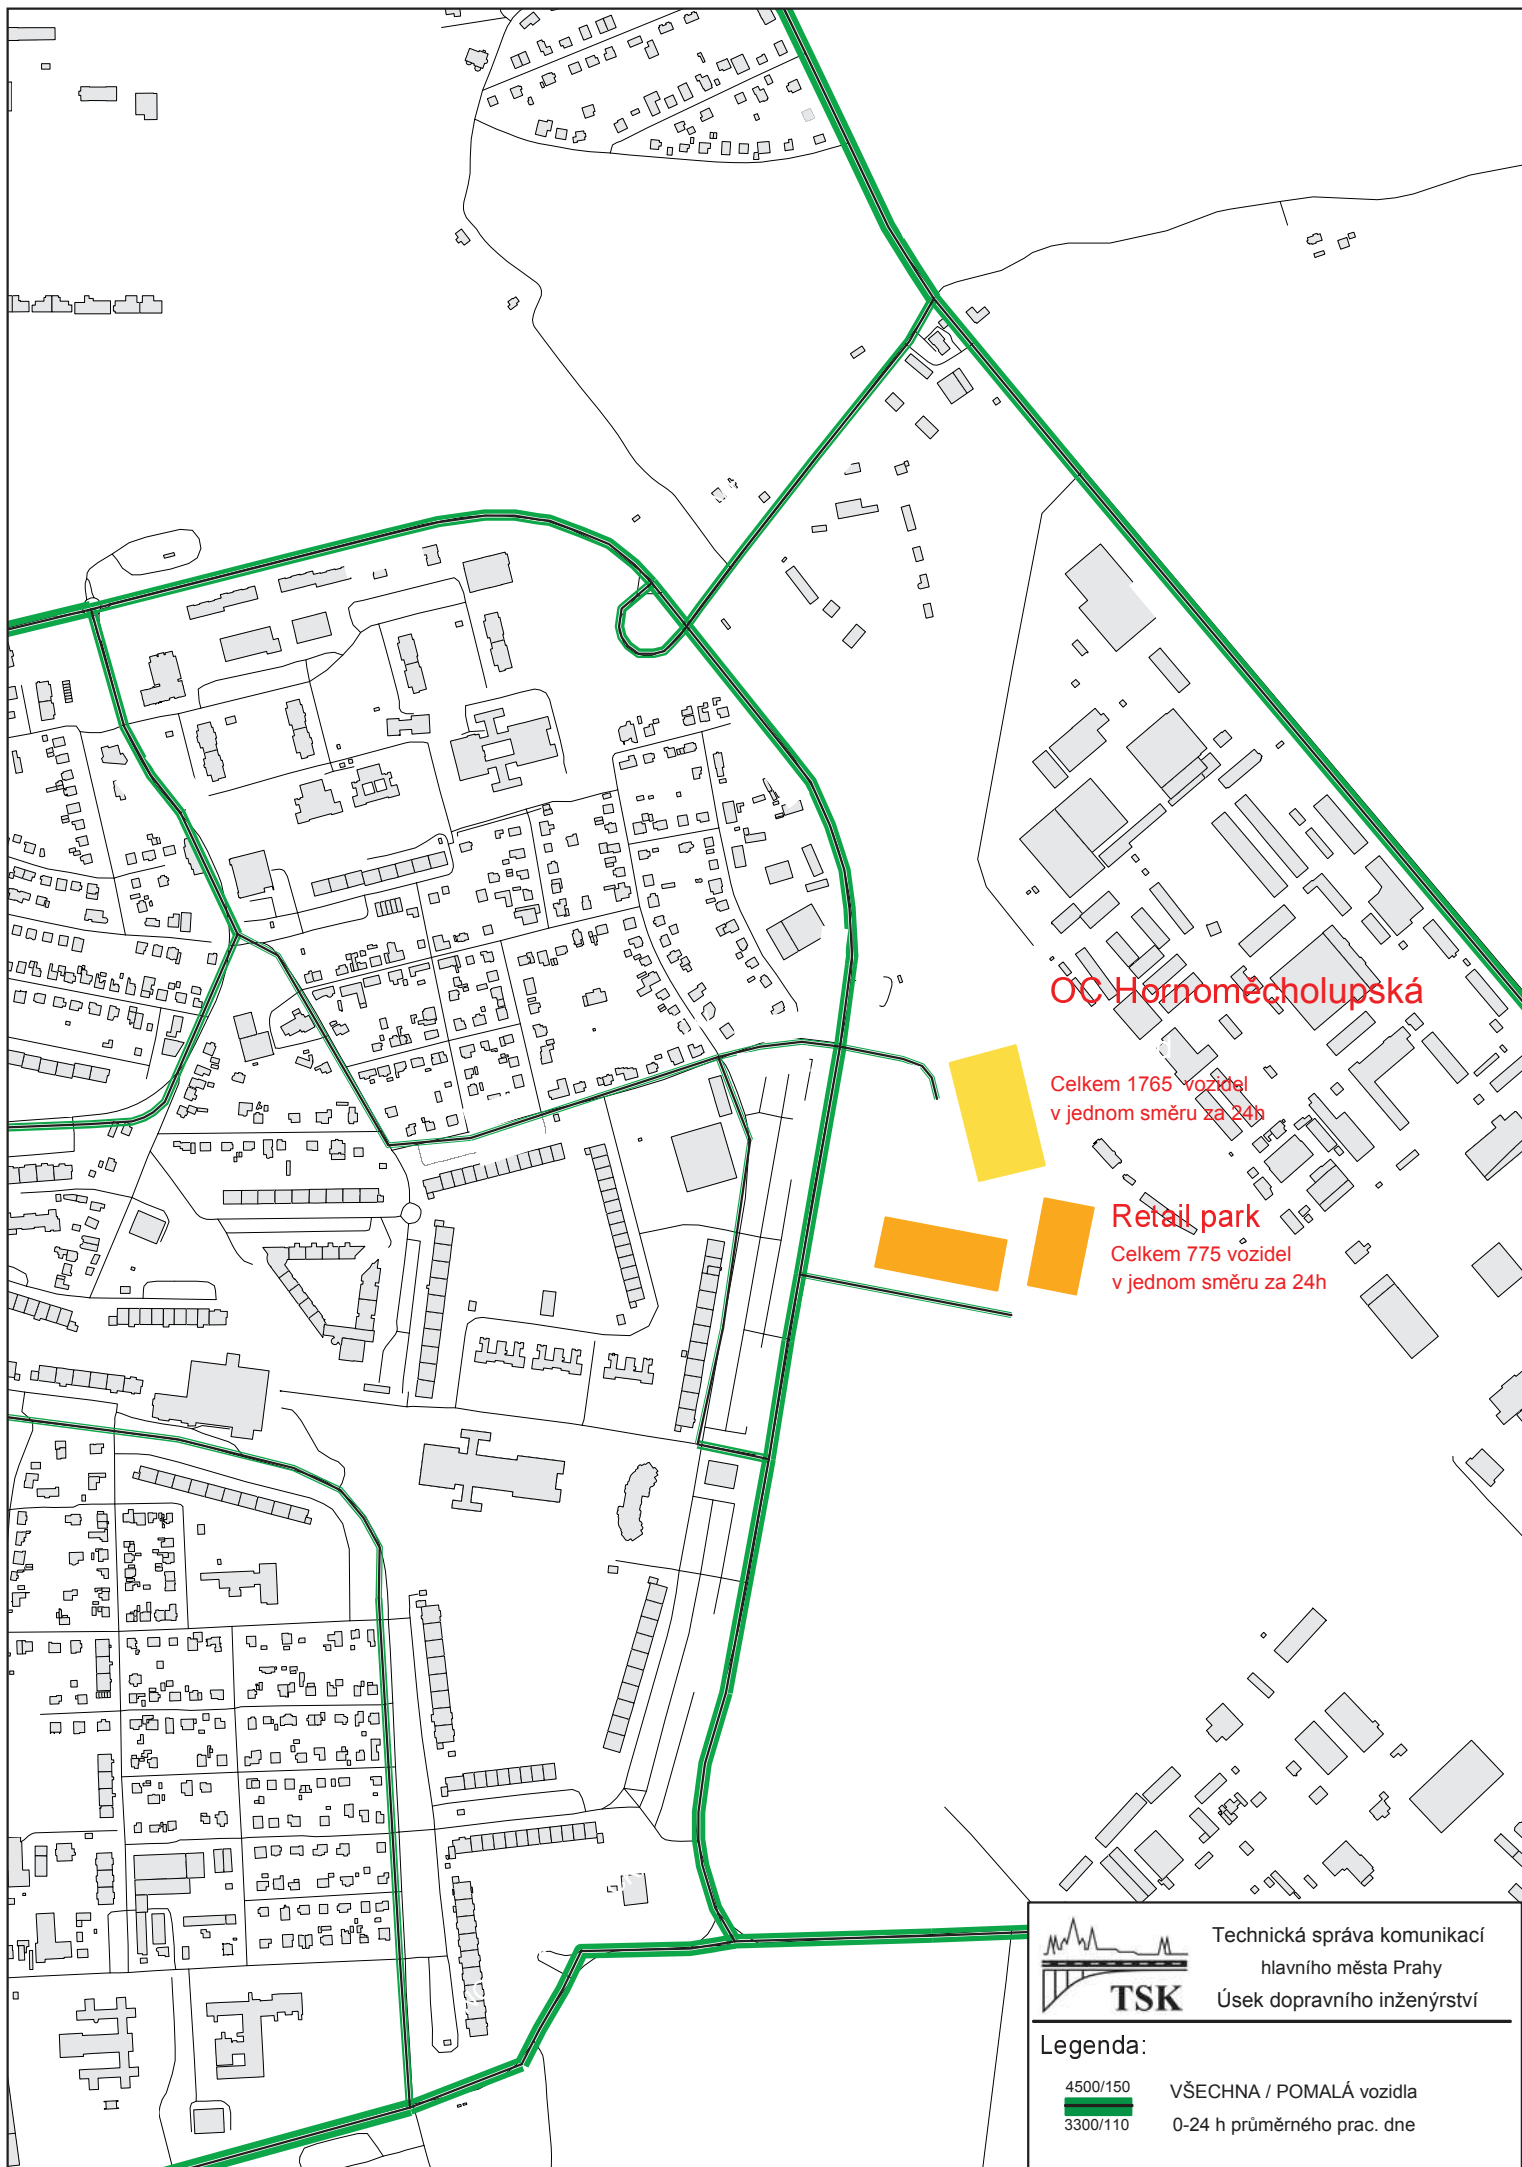 OC Hornoměcholupská
Celkem 1765 vozidel
v jednom směru za 24h
Retail park
Celkem 775 vozidel
v jednom směru za 24h
TSK
Technická správa komunikací
hlavního města Prahy
Úsek dopravního inženýrství
Legenda:
4500/150
3300/110
VŠECHNA / POMALÁ vozidla
0-24 h průměrného prac. dne